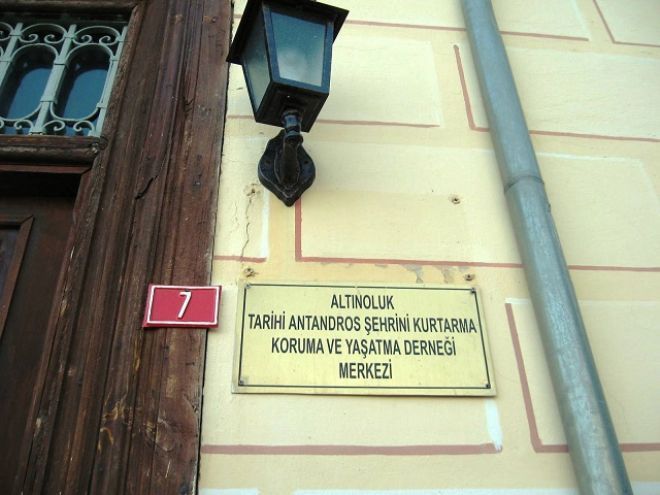 7
ALTINOLUK
TARİHİ ANTANDROS ŞEHRİNİ KURTARMA
KORUMA VE YAŞATMA DERNEĞİ
MERKEZİ